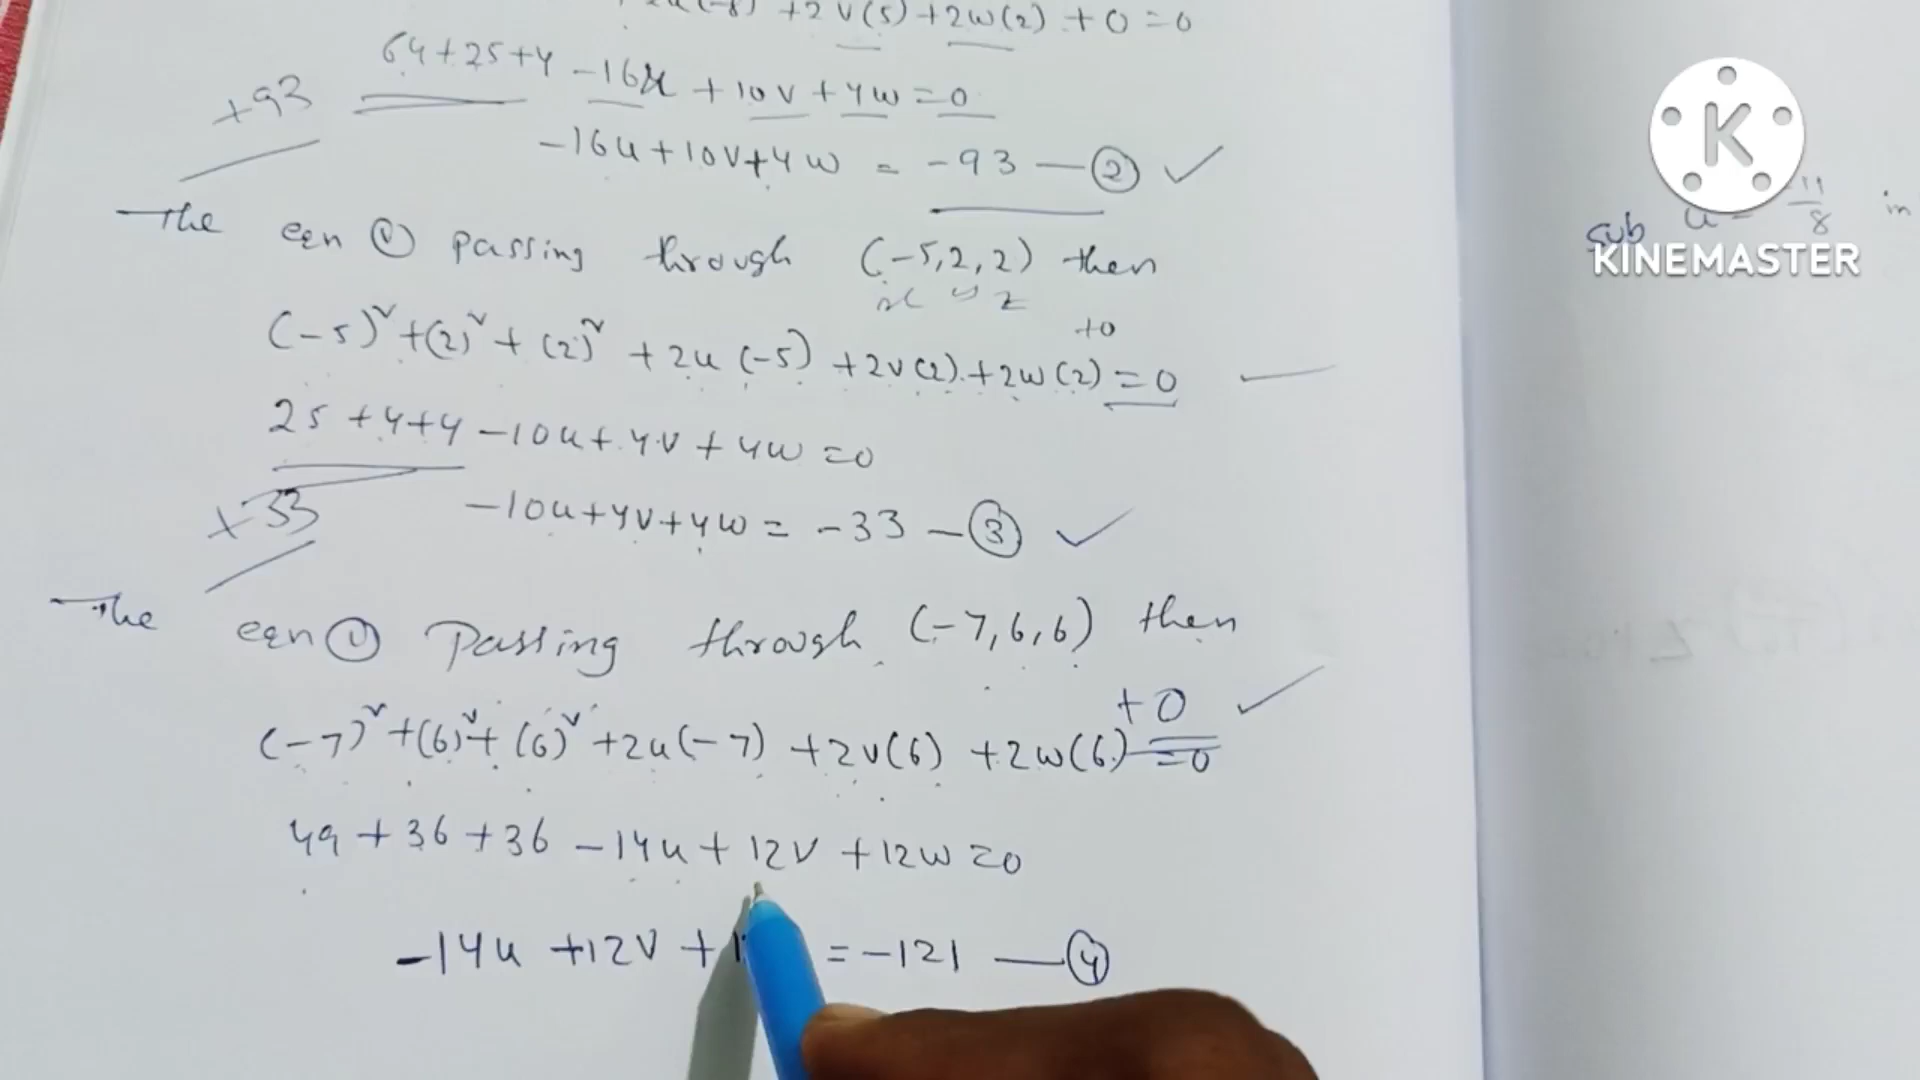 +2V(5)+2w(2)+0=0
64+25+4-16u+10v+4w=0
+93
-16u+10v+4w = -93 — ②
The eqn ① passing through (-5,2,2) then
x y z
+0
(-5)²+(2)²+(2)²+2u(-5)+2v(2)+2w(2)=0
25+4+4-10u+4v+4w=0
+33
-10u+4v+4w = -33 — ③
The eqn ① Passing through (-7,6,6) then
+0
(-7)²+(6)²+(6)²+2u(-7)+2v(6)+2w(6)=0
49+36+36-14u+12v+12w=0
-14u+12v+ =-121 — ④
K
KINEMASTER
sub u = -11/8 in